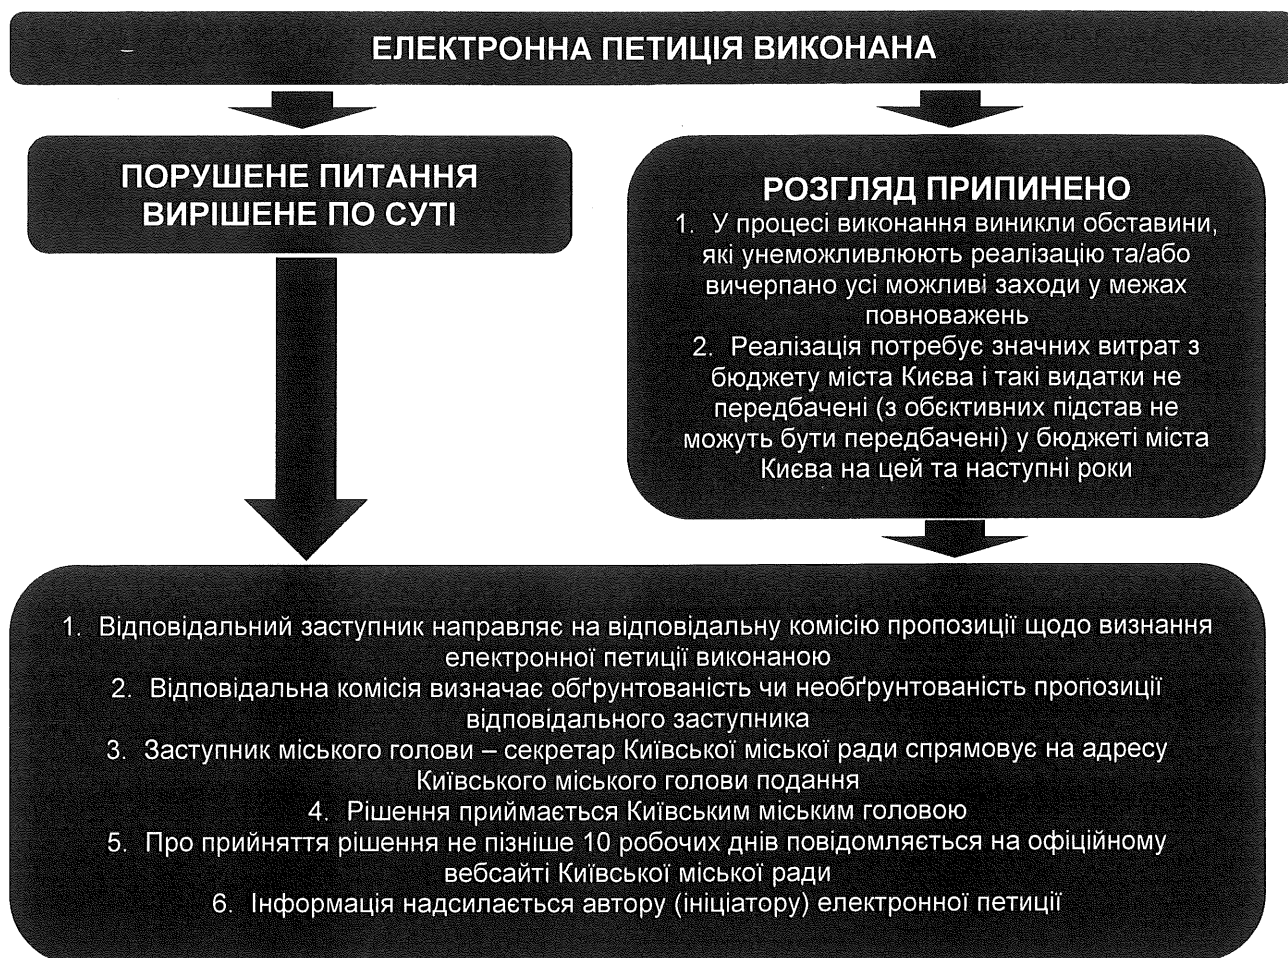 ЕЛЕКТРОННА ПЕТИЦІЯ ВИКОНАНА
ПОРУШЕНЕ ПИТАННЯ
ВИРІШЕНЕ ПО СУТІ
РОЗГЛЯД ПРИПИНЕНО
1. У процесі виконання виникли обставини,
які унеможливлюють реалізацію та/або
вичерпано усі можливі заходи у межах
повноважень
2. Реалізація потребує значних витрат з
бюджету міста Києва і такі видатки не
передбачені (з обєктивних підстав не
можуть бути передбачені) у бюджеті міста
Києва на цей та наступні роки
1. Відповідальний заступник направляє на відповідальну комісію пропозиції щодо визнання
електронної петиції виконаною
2. Відповідальна комісія визначає обґрунтованість чи необґрунтованість пропозиції
відповідального заступника
3. Заступник міського голови – секретар Київської міської ради спрямовує на адресу
Київського міського голови подання
4. Рішення приймається Київським міським головою
5. Про прийняття рішення не пізніше 10 робочих днів повідомляється на офіційному
вебсайті Київської міської ради
6. Інформація надсилається автору (ініціатору) електронної петиції